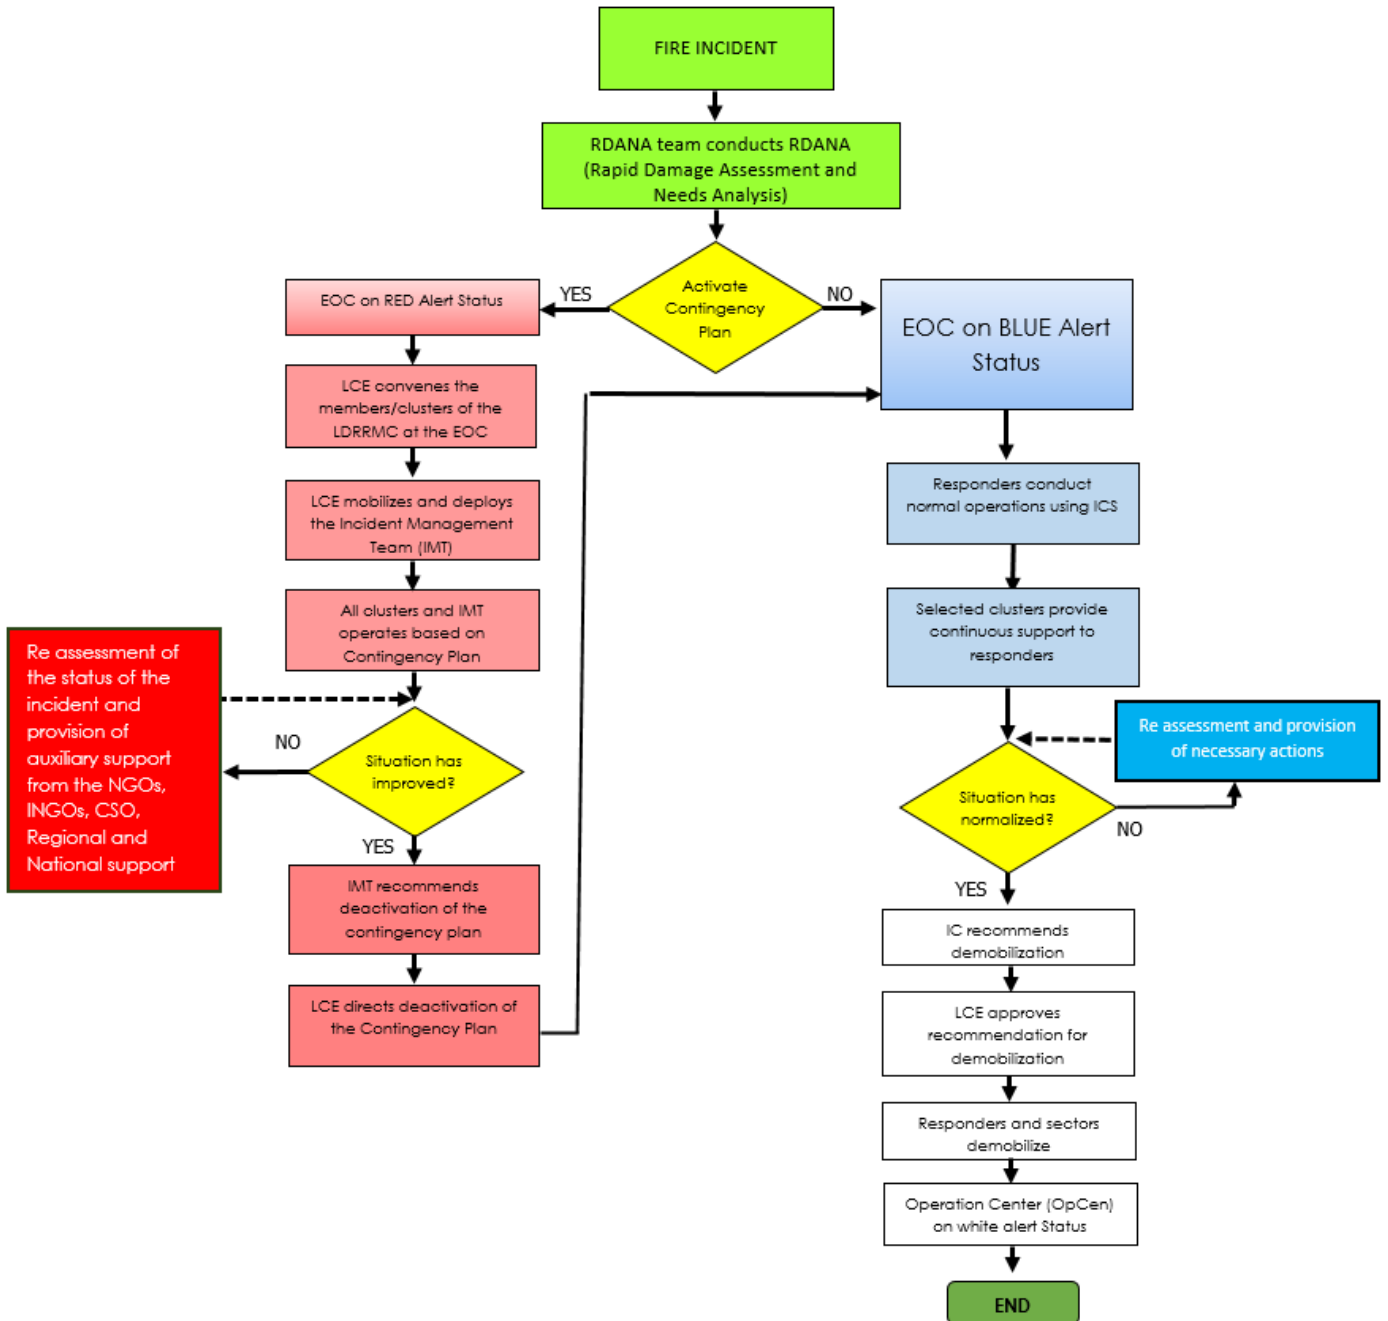 FIRE INCIDENT
RDANA team conducts RDANA
(Rapid Damage Assessment and
Needs Analysis)
Activate
Contingency
Plan
YES
NO
EOC on RED Alert Status
LCE convenes the
members/clusters of the
LDRRMC at the EOC
LCE mobilizes and deploys
the Incident Management
Team (IMT)
All clusters and IMT
operates based on
Contingency Plan
Situation has
improved?
NO
Re assessment of
the status of the
incident and
provision of
auxiliary support
from the NGOs,
INGOs, CSO,
Regional and
National support
YES
IMT recommends
deactivation of the
contingency plan
LCE directs deactivation of
the Contingency Plan
EOC on BLUE Alert
Status
Responders conduct
normal operations using ICS
Selected clusters provide
continuous support to
responders
Situation has
normalized?
NO
Re assessment and provision
of necessary actions
YES
IC recommends
demobilization
LCE approves
recommendation for
demobilization
Responders and sectors
demobilize
Operation Center (OpCen)
on white alert Status
END